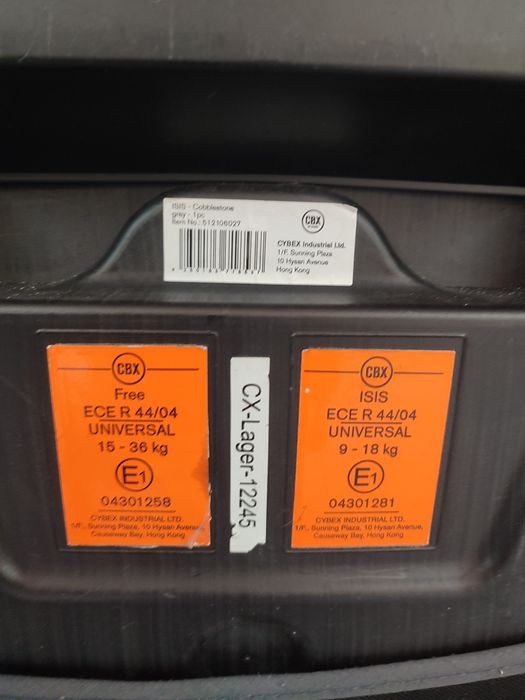 ISIS - Cobblestone
grey - 1pc
Item No.: 512106027
CBX
CYBEX Industrial Ltd.
1/F. Sunning Plaza
10 Hysan Avenue
Hong Kong
CBX
Free
ECE R 44/04
UNIVERSAL
15 - 36 kg
E1
04301258
CYBEX INDUSTRIAL LTD.
1/F., Sunning Plaza, 10 Hysan Avenue
Causeway Bay, Hong Kong
CX-Lager-12245
CBX
ISIS
ECE R 44/04
UNIVERSAL
9 - 18 kg
E1
04301281
CYBEX INDUSTRIAL LTD.
1/F., Sunning Plaza, 10 Hysan Avenue,
Causeway Bay, Hong Kong